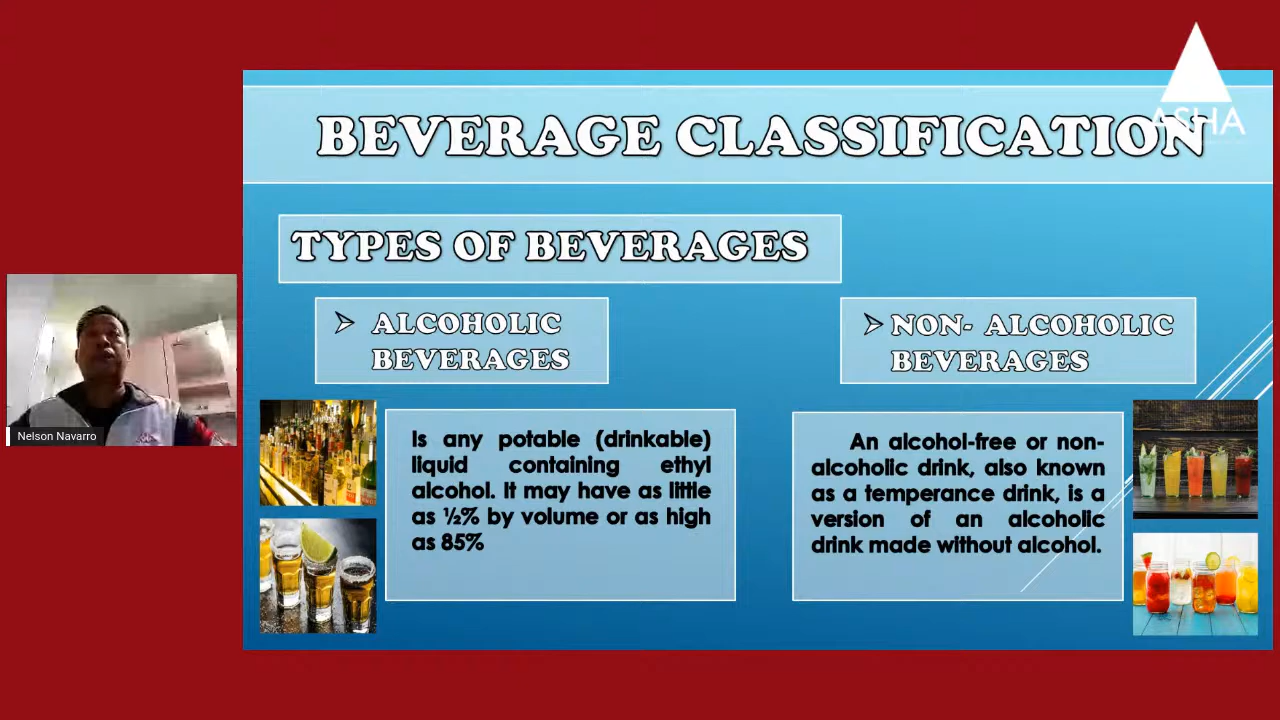 ASHA
BEVERAGE CLASSIFICATION
TYPES OF BEVERAGES
ALCOHOLIC
BEVERAGES
Is any potable (drinkable)
liquid containing ethyl
alcohol. It may have as little
as ½% by volume or as high
as 85%
NON- ALCOHOLIC
BEVERAGES
An alcohol-free or non-
alcoholic drink, also known
as a temperance drink, is a
version of an alcoholic
drink made without alcohol.
Nelson Navarro